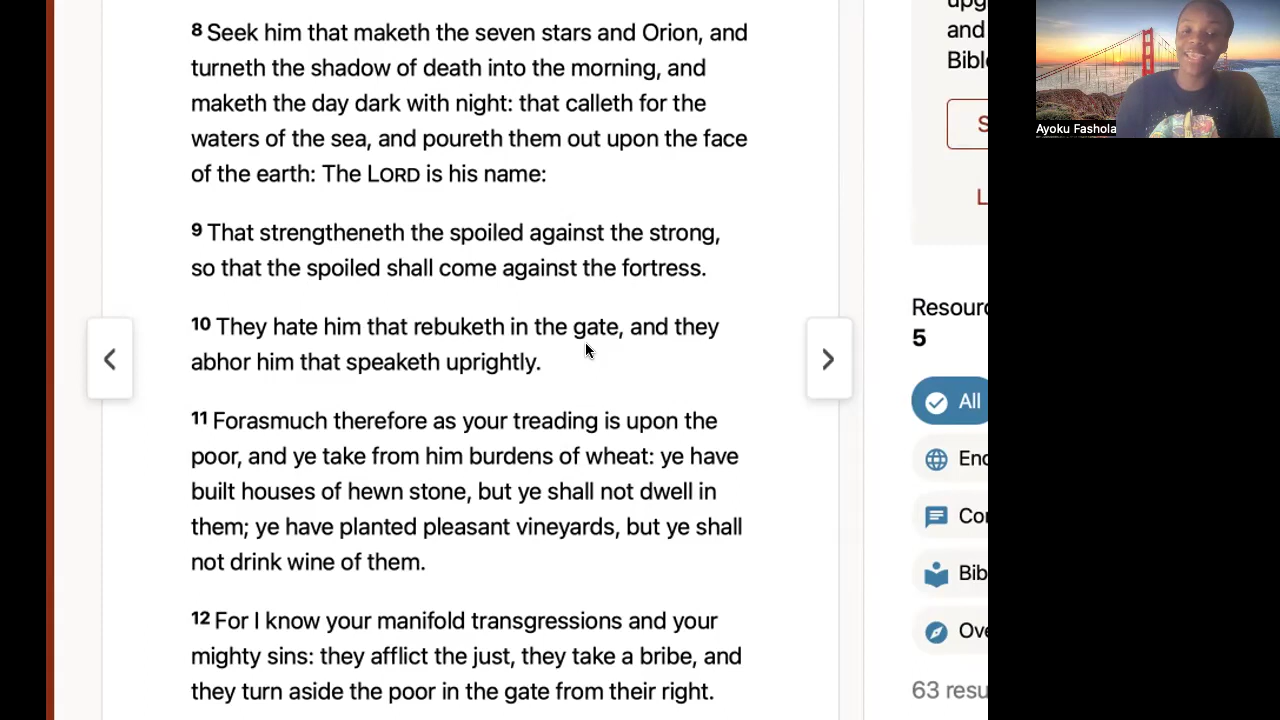 8 Seek him that maketh the seven stars and Orion, and
turneth the shadow of death into the morning, and
maketh the day dark with night: that calleth for the
waters of the sea, and poureth them out upon the face
of the earth: The LORD is his name:
9 That strengtheneth the spoiled against the strong,
so that the spoiled shall come against the fortress.
10 They hate him that rebuketh in the gate, and they
abhor him that speaketh uprightly.
11 Forasmuch therefore as your treading is upon the
poor, and ye take from him burdens of wheat: ye have
built houses of hewn stone, but ye shall not dwell in
them; ye have planted pleasant vineyards, but ye shall
not drink wine of them.
12 For I know your manifold transgressions and your
mighty sins: they afflict the just, they take a bribe, and
they turn aside the poor in the gate from their right.
upg
and
Bibl
S
L
Resour
5
All
Enc
Co
Bib
Ove
63 resu
Ayoku Fashola